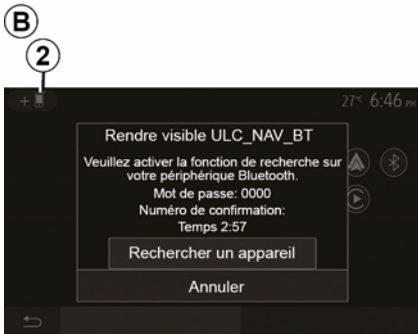 B
2
+
27°C 6:46 PM
Rendre visible ULC_NAV_BT
Veuillez activer la fonction de recherche sur
votre périphérique Bluetooth.
Mot de passe: 0000
Numéro de confirmation:
Temps 2:57
Rechercher un appareil
Annuler